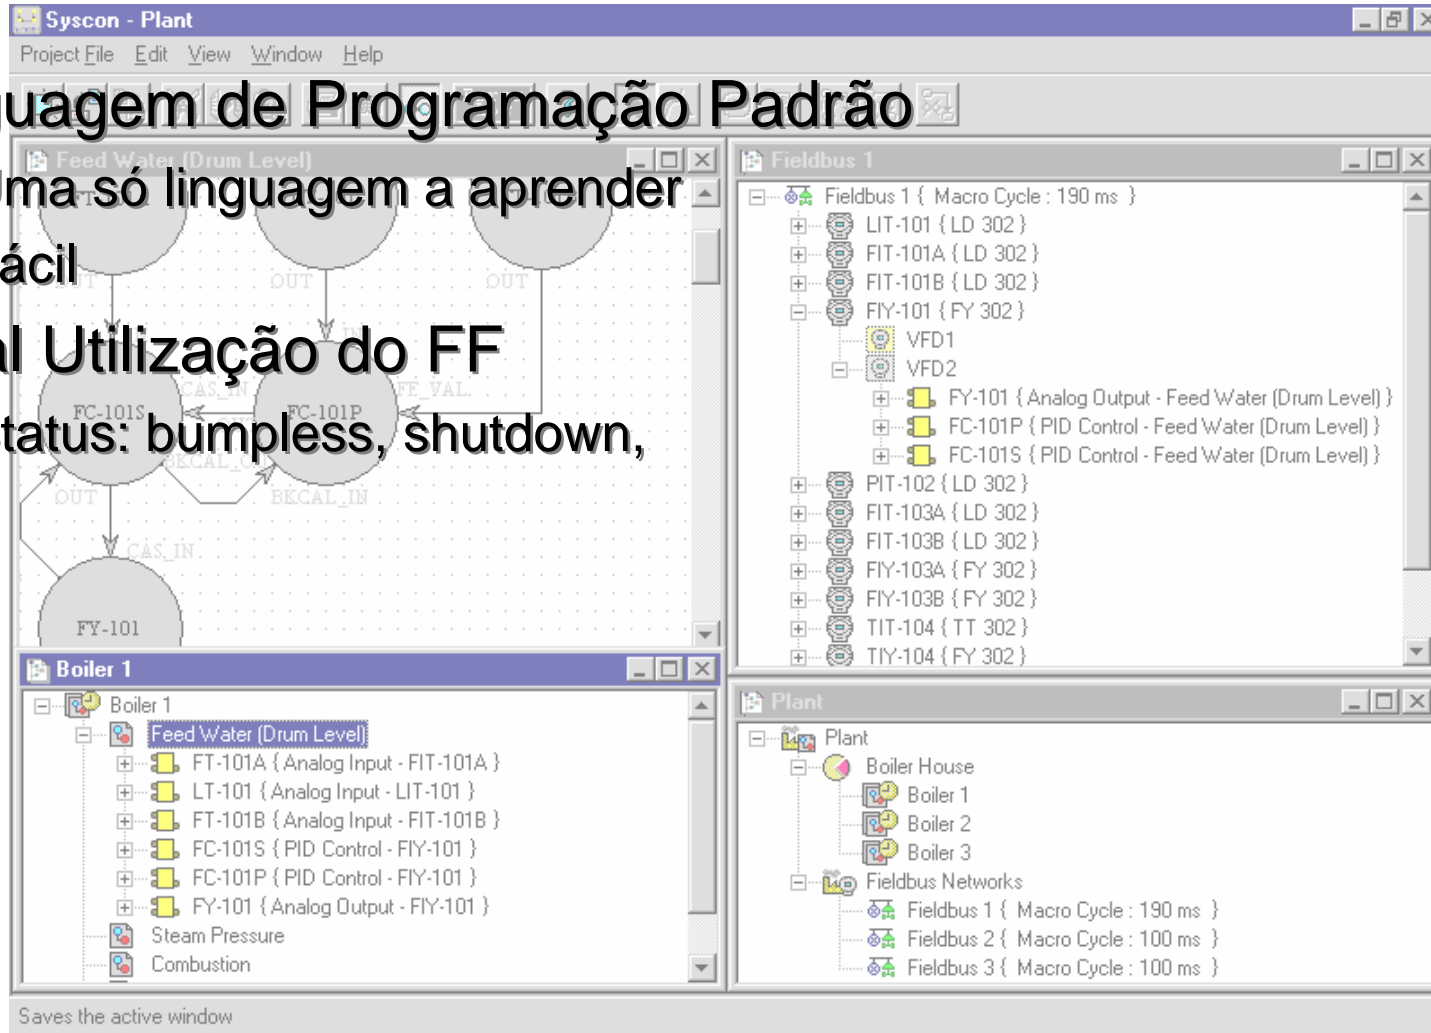 Syscon - Plant
Project File Edit View Window Help
uagem de Programação Padrão
Feed Water (Drum Level)
Uma só linguagem a aprender
ácil
OUT
OUT
OUT
IN
l Utilização do FF
CAS_IN
FF_VAL
FC-101S
FC-101P
tatus: bumpless, shutdown,
BKCAL_O
OUT
BKCAL_IN
CAS_IN
FY-101
Fieldbus 1
Fieldbus 1 { Macro Cycle : 190 ms }
LIT-101 { LD 302 }
FIT-101A { LD 302 }
FIT-101B { LD 302 }
FIY-101 { FY 302 }
VFD1
VFD2
FY-101 { Analog Output - Feed Water (Drum Level) }
FC-101P { PID Control - Feed Water (Drum Level) }
FC-101S { PID Control - Feed Water (Drum Level) }
PIT-102 { LD 302 }
FIT-103A { LD 302 }
FIT-103B { LD 302 }
FIY-103A { FY 302 }
FIY-103B { FY 302 }
TIT-104 { TT 302 }
TIY-104 { FY 302 }
Boiler 1
Boiler 1
Feed Water (Drum Level)
FT-101A { Analog Input - FIT-101A }
LT-101 { Analog Input - LIT-101 }
FT-101B { Analog Input - FIT-101B }
FC-101S { PID Control - FIY-101 }
FC-101P { PID Control - FIY-101 }
FY-101 { Analog Output - FIY-101 }
Steam Pressure
Combustion
Plant
Plant
Boiler House
Boiler 1
Boiler 2
Boiler 3
Fieldbus Networks
Fieldbus 1 { Macro Cycle : 190 ms }
Fieldbus 2 { Macro Cycle : 100 ms }
Fieldbus 3 { Macro Cycle : 100 ms }
Saves the active window